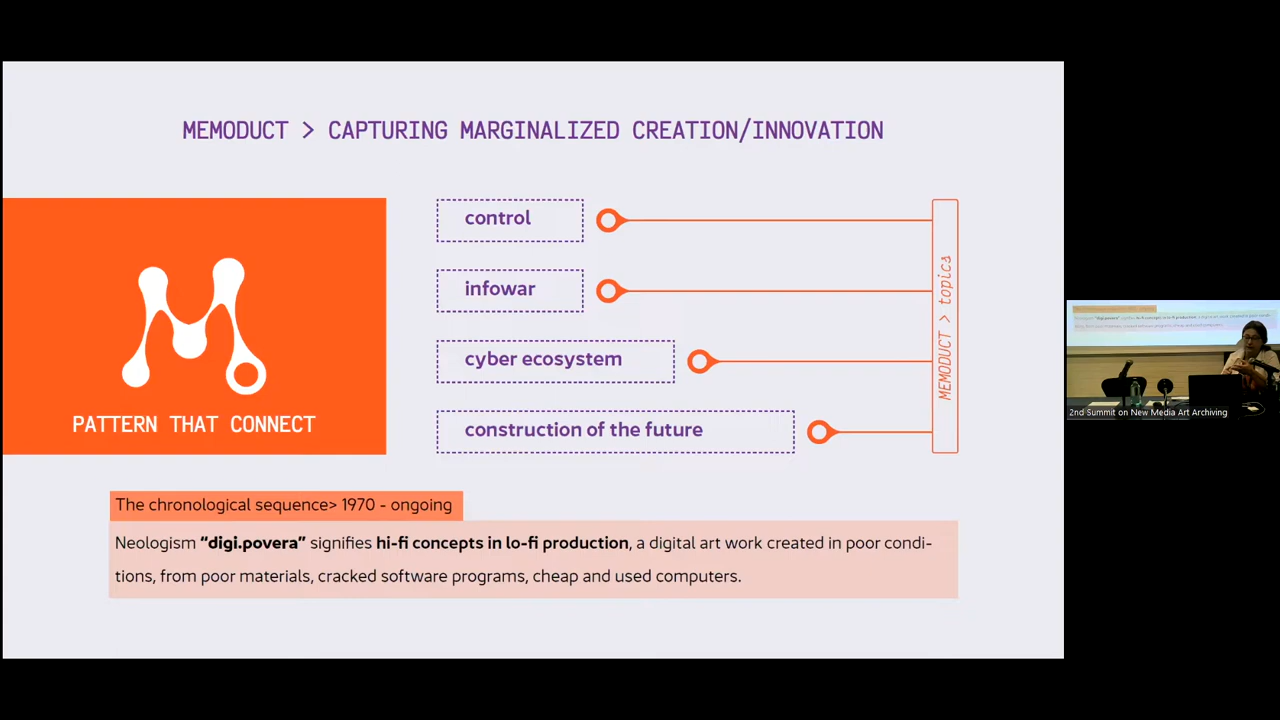 MEMODUCT > CAPTURING MARGINALIZED CREATION/INNOVATION
PATTERN THAT CONNECT
control
infowar
cyber ecosystem
construction of the future
MEMODUCT > topics
The chronological sequence> 1970 - ongoing
Neologism “digi.povera” signifies hi-fi concepts in lo-fi production, a digital art work created in poor condi-
tions, from poor materials, cracked software programs, cheap and used computers.
2nd Summit on New Media Art Archiving